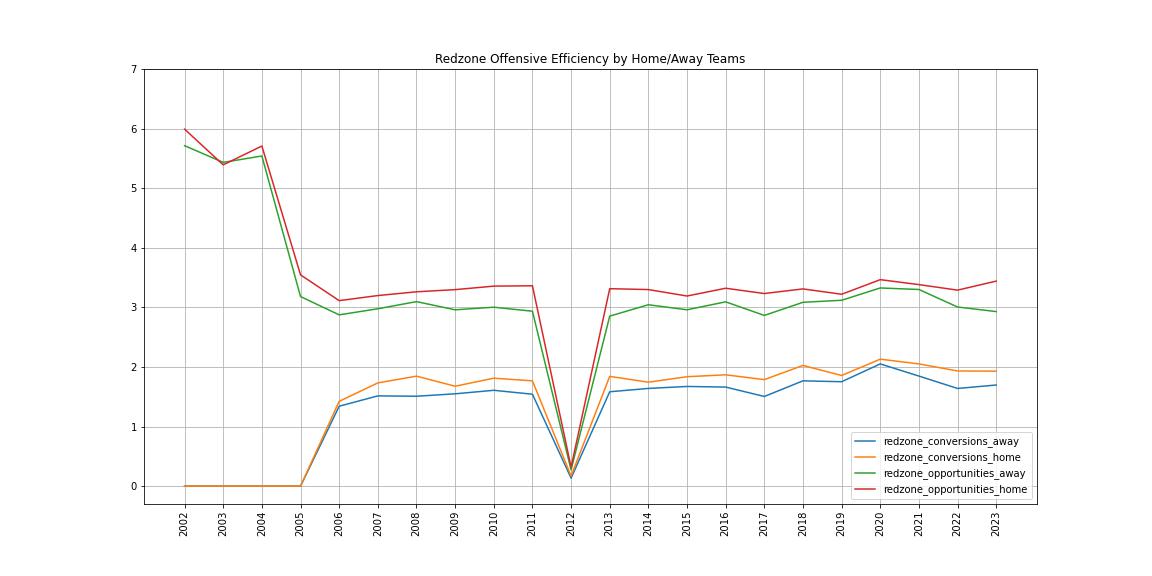 Redzone Offensive Efficiency by Home/Away Teams
7
6
5
4
3
2
1
0
redzone_conversions_away
redzone_conversions_home
redzone_opportunities_away
redzone_opportunities_home
2002 2003 2004 2005 2006 2007 2008 2009 2010 2011 2012 2013 2014 2015 2016 2017 2018 2019 2020 2021 2022 2023